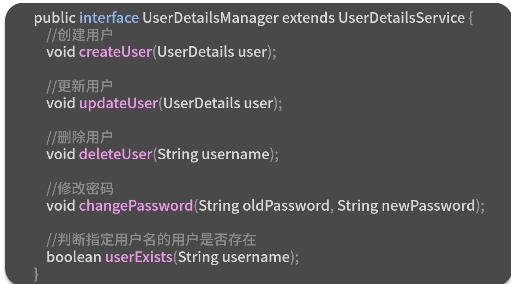 public interface UserDetailsManager extends UserDetailsService {
//创建用户
void createUser(UserDetails user);
//更新用户
void updateUser(UserDetails user);
//删除用户
void deleteUser(String username);
//修改密码
void changePassword(String oldPassword, String newPassword);
//判断指定用户名的用户是否存在
boolean userExists(String username);
}